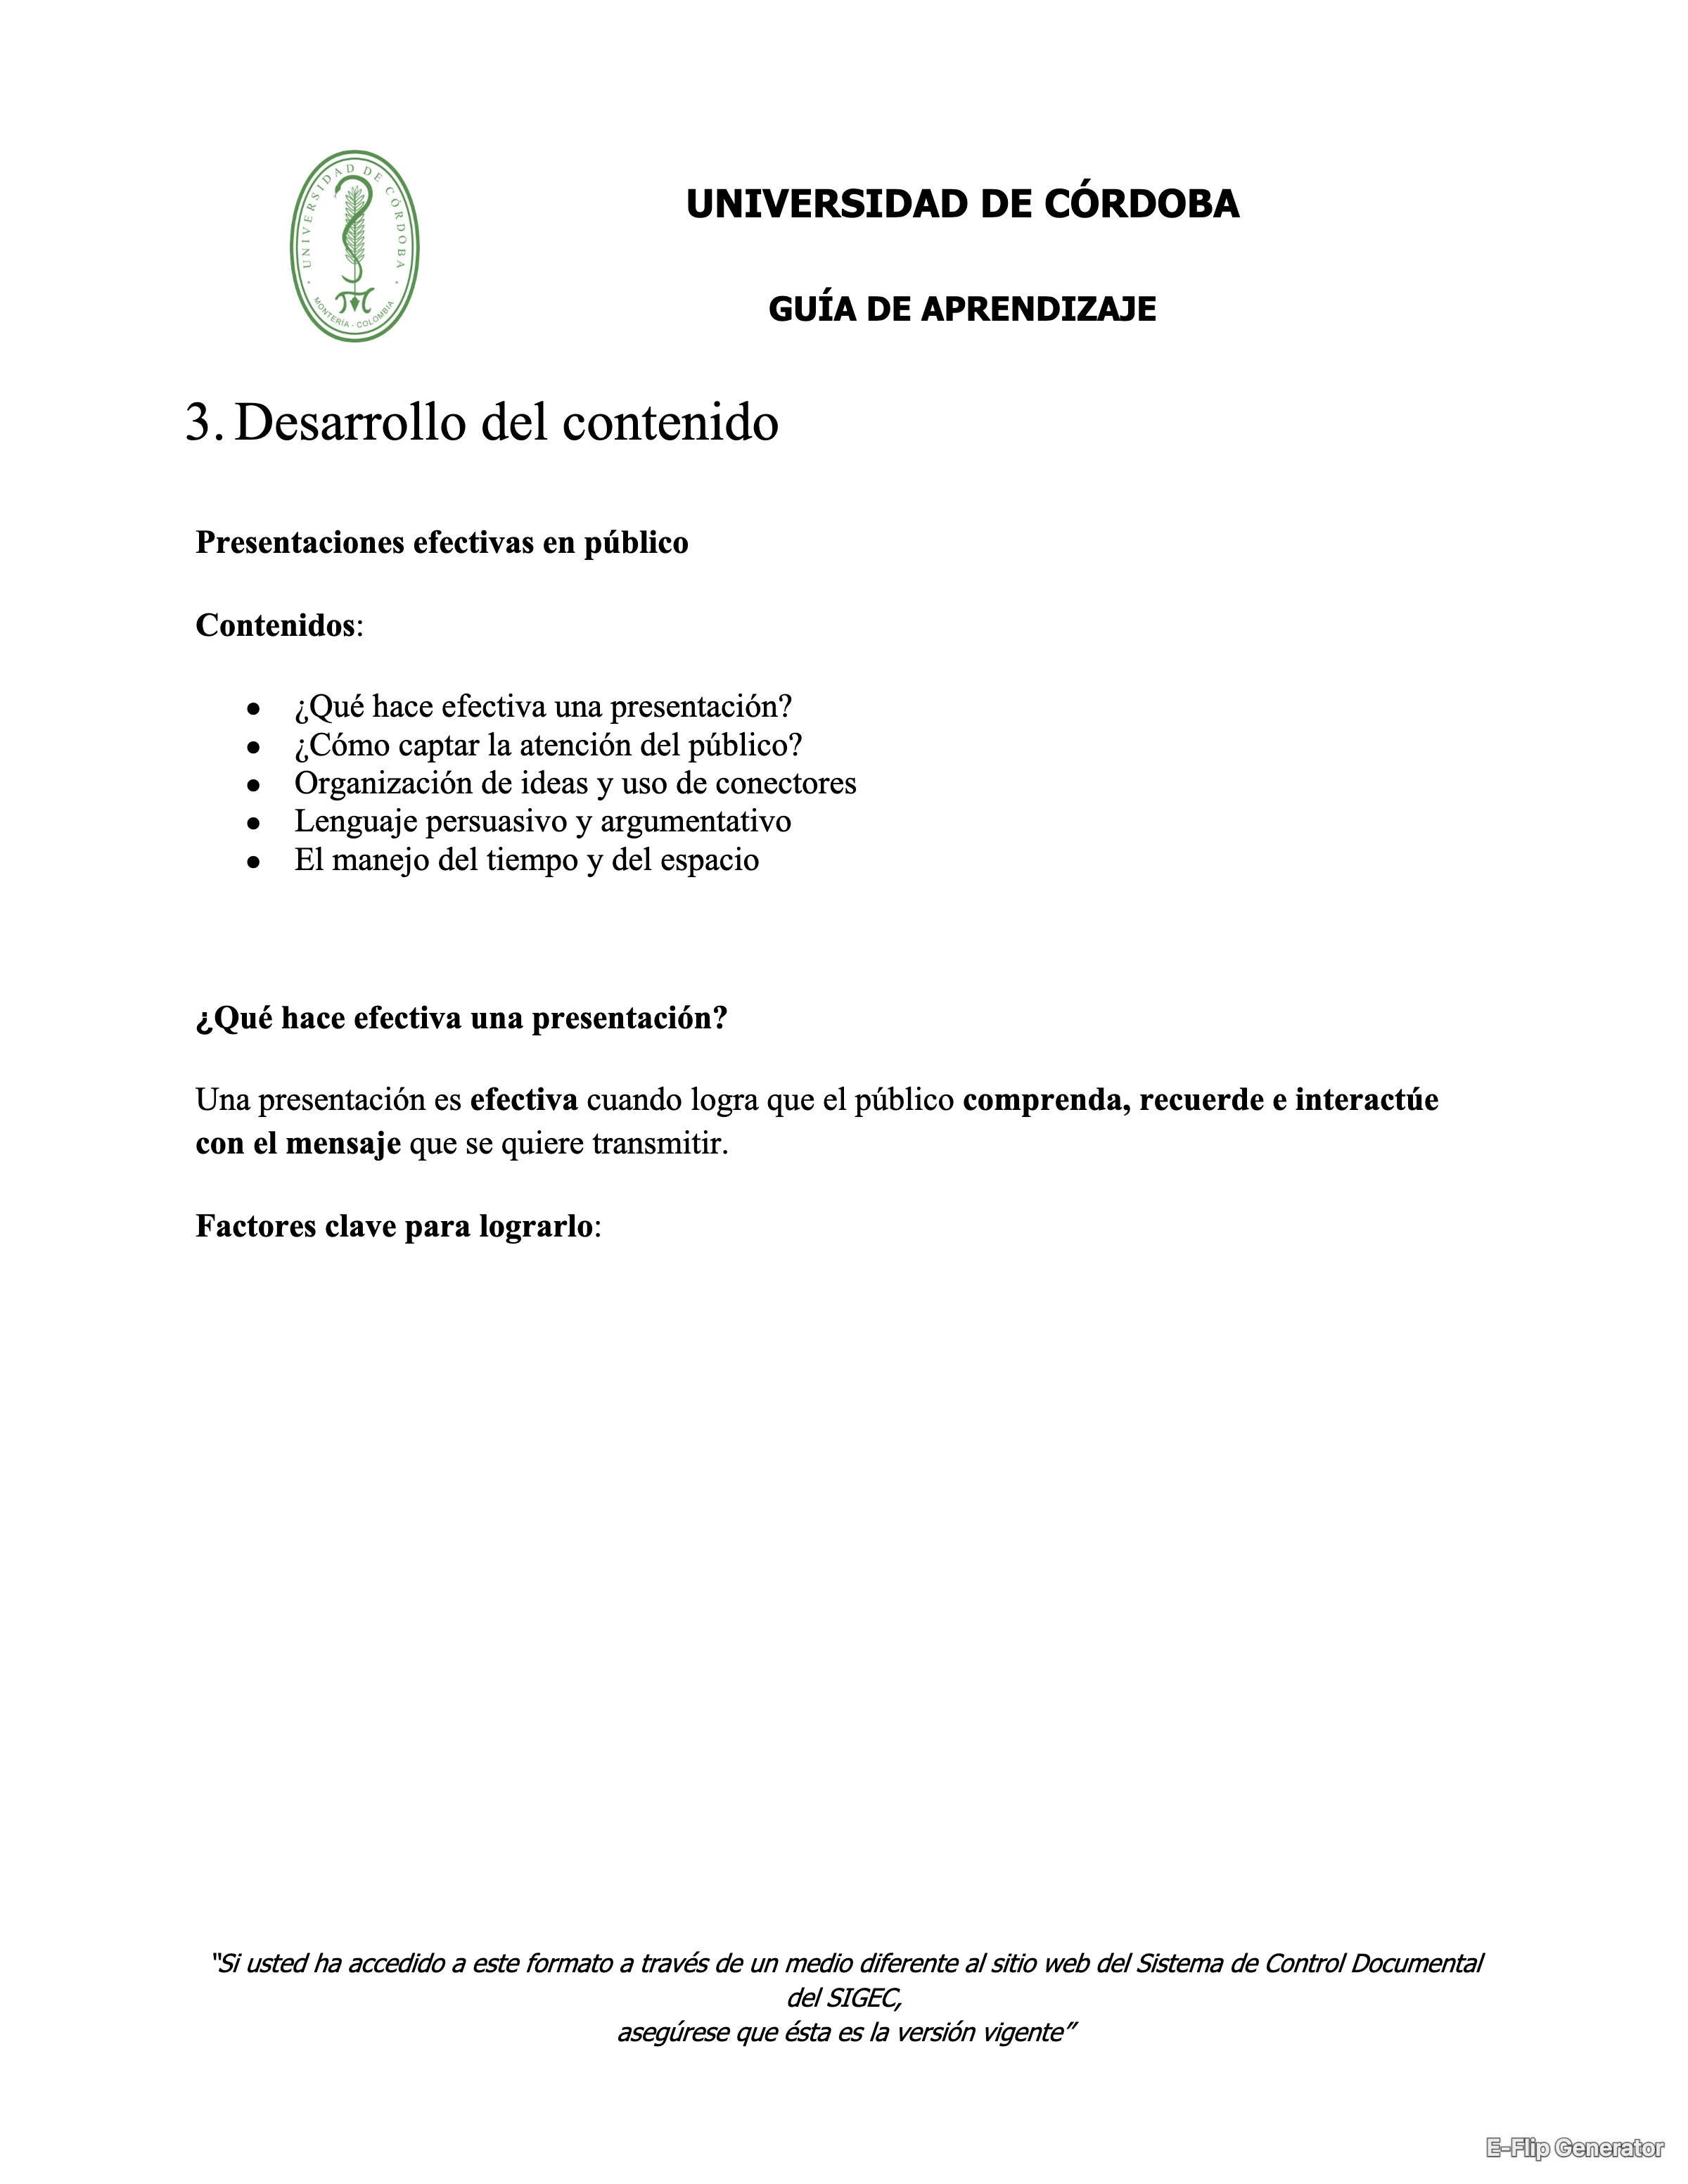 UNIVERSIDAD DE CÓRDOBA
MONTERÍA - COLOMBIA
UNIVERSIDAD DE CÓRDOBA
GUÍA DE APRENDIZAJE
3. Desarrollo del contenido
Presentaciones efectivas en público
Contenidos:
● ¿Qué hace efectiva una presentación?
● ¿Cómo captar la atención del público?
● Organización de ideas y uso de conectores
● Lenguaje persuasivo y argumentativo
● El manejo del tiempo y del espacio
¿Qué hace efectiva una presentación?
Una presentación es efectiva cuando logra que el público comprenda, recuerde e interactúe
con el mensaje que se quiere transmitir.
Factores clave para lograrlo:
“Si usted ha accedido a este formato a través de un medio diferente al sitio web del Sistema de Control Documental
del SIGEC,
asegúrese que ésta es la versión vigente”
E-Flip Generator